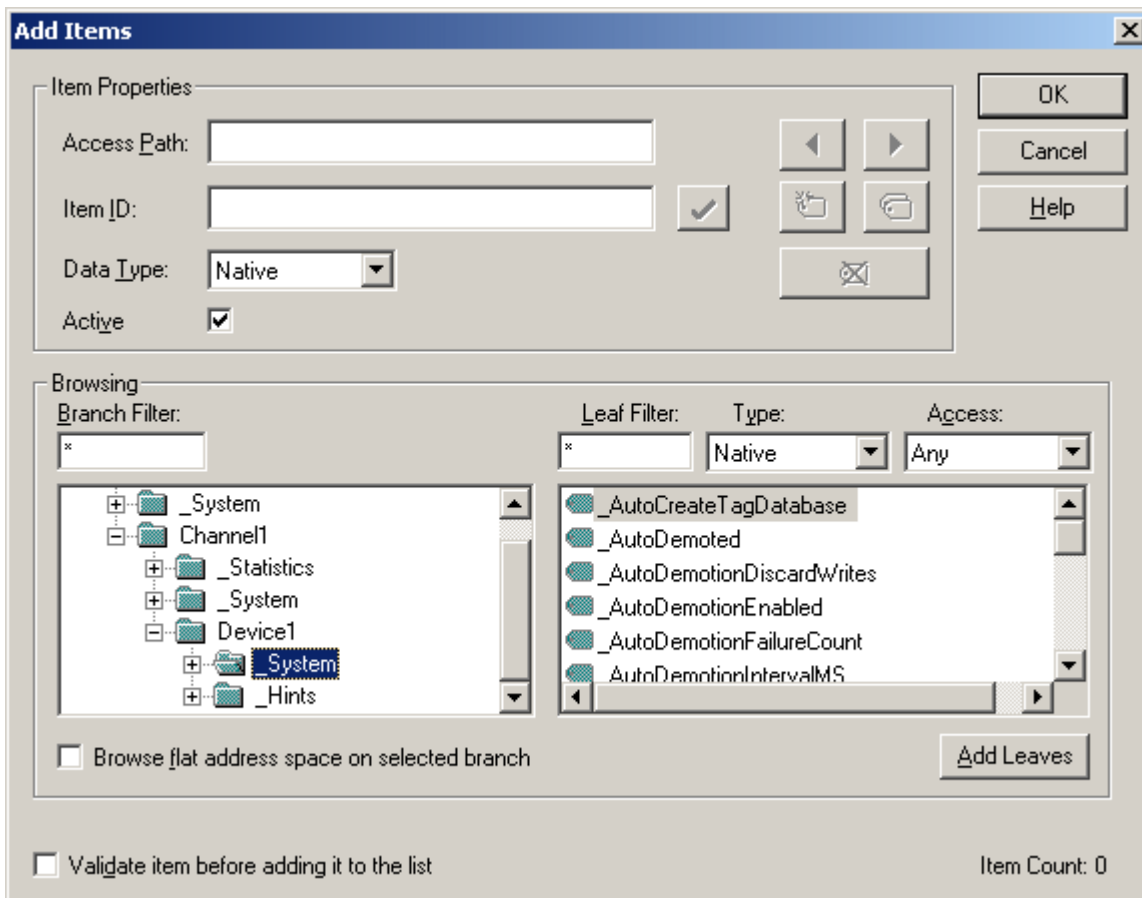 Add Items
Item Properties
OK
Access Path:
Cancel
Item ID:
Help
Data Type: Native
Active
Browsing
Branch Filter: Leaf Filter: Type: Access:
* * Native Any
_System _AutoCreateTagDatabase
Channel1 _AutoDemoted
_Statistics _AutoDemotionDiscardWrites
_System _AutoDemotionEnabled
Device1 _AutoDemotionFailureCount
_System _AutoDemotionIntervalMS
_Hints
Browse flat address space on selected branch Add Leaves
Validate item before adding it to the list Item Count: 0